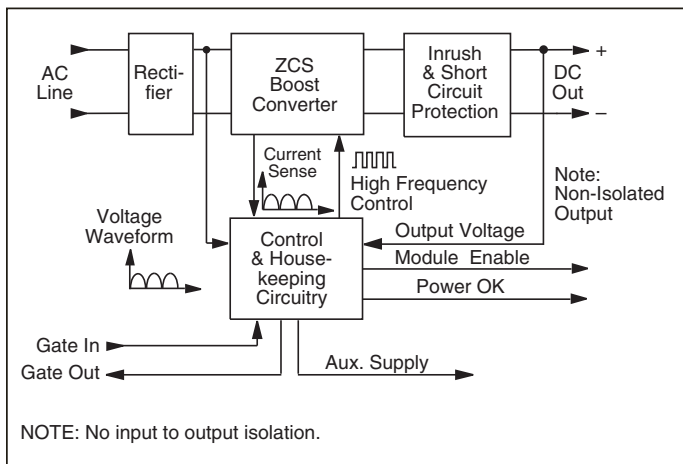 AC
Line
Recti-
fier
ZCS
Boost
Converter
Inrush
& Short
Circuit
Protection
+
DC
Out
–
Current
Sense
High Frequency
Control
Note:
Non-Isolated
Output
Voltage
Waveform
Control
& House-
keeping
Circuitry
Output Voltage
Module Enable
Power OK
Gate In
Gate Out
Aux. Supply
NOTE: No input to output isolation.